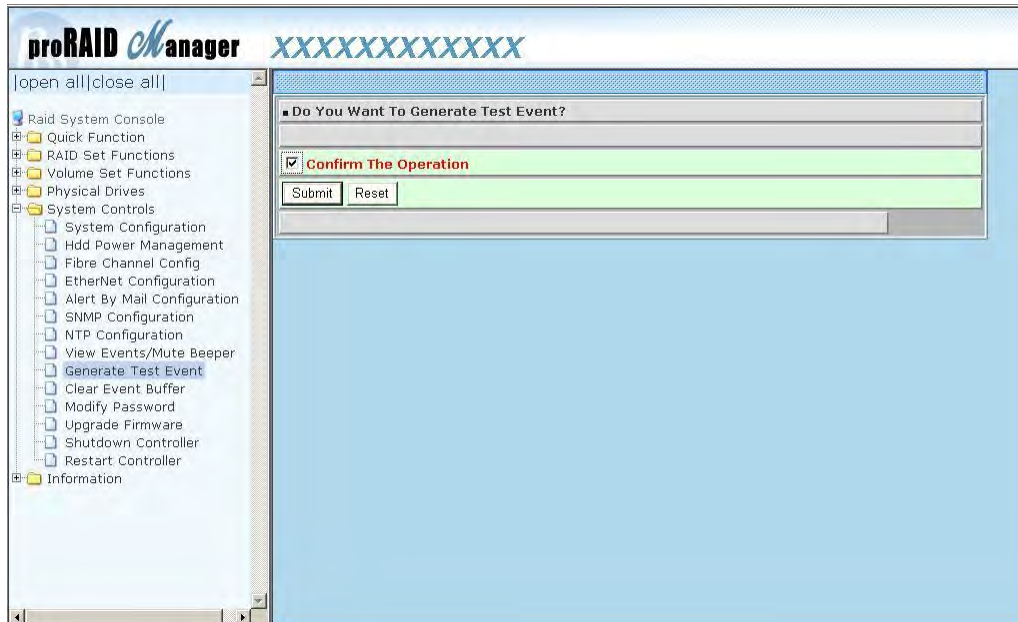 proRAID Manager XXXXXXXXXXXX
|open all|close all|
Raid System Console
Quick Function
RAID Set Functions
Volume Set Functions
Physical Drives
System Controls
System Configuration
Hdd Power Management
Fibre Channel Config
EtherNet Configuration
Alert By Mail Configuration
SNMP Configuration
NTP Configuration
View Events/Mute Beeper
Generate Test Event
Clear Event Buffer
Modify Password
Upgrade Firmware
Shutdown Controller
Restart Controller
Information
Do You Want To Generate Test Event?
Confirm The Operation
Submit Reset